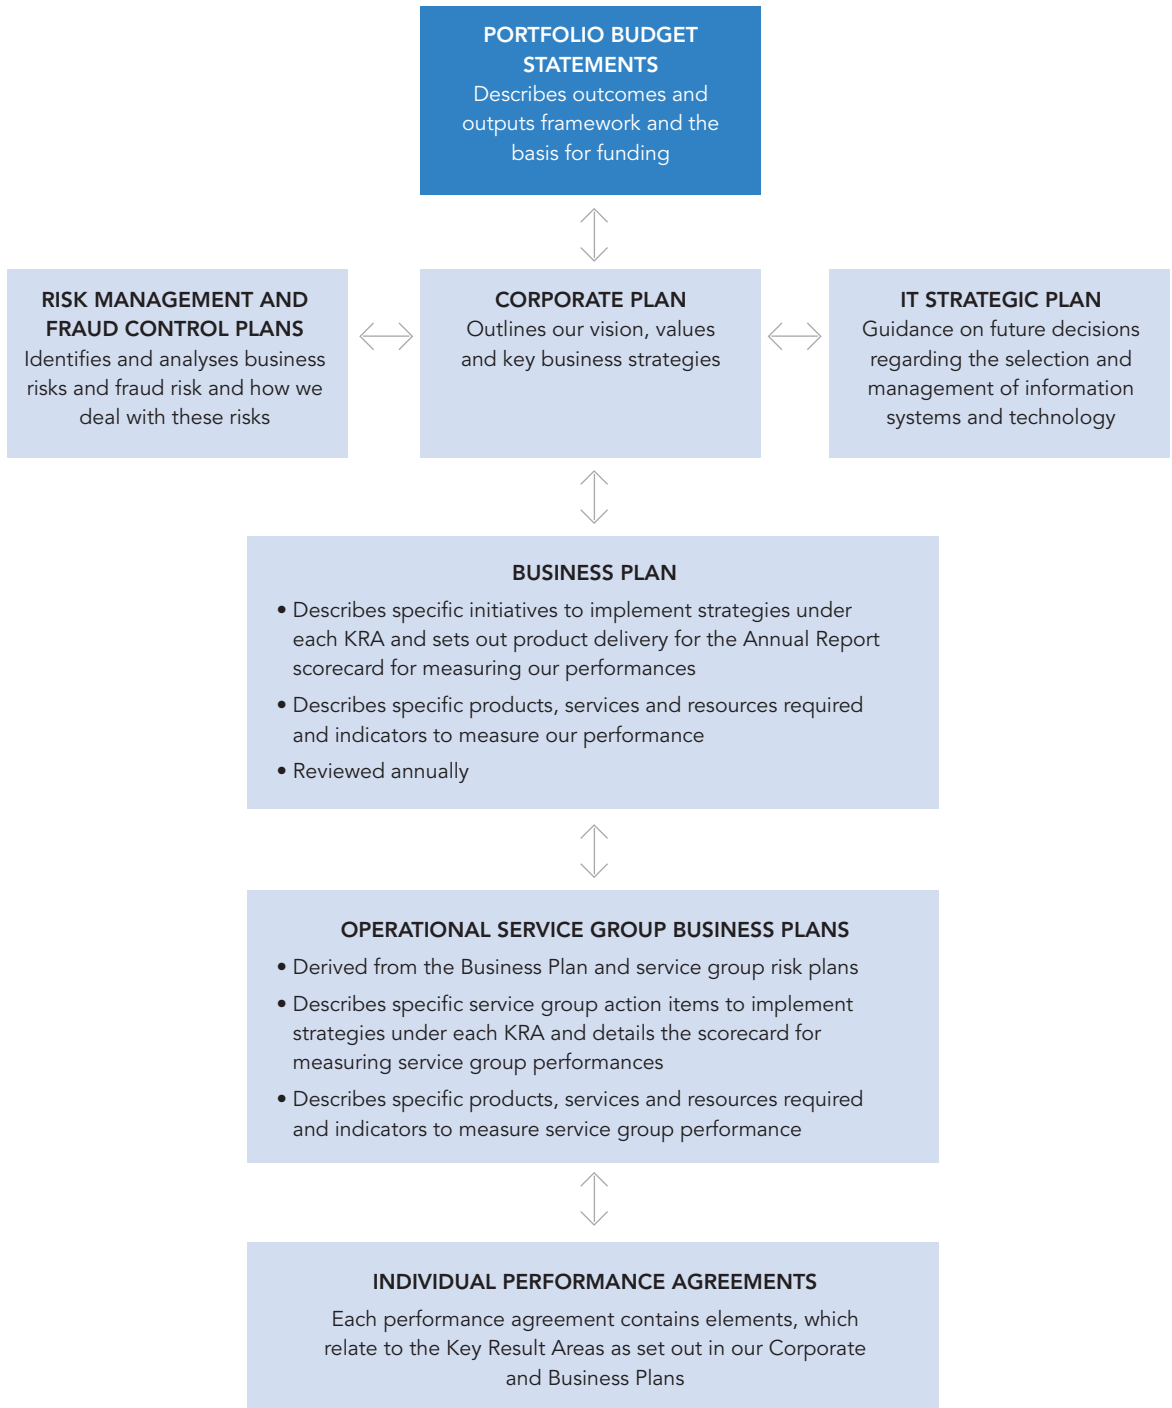 PORTFOLIO BUDGET
STATEMENTS
Describes outcomes and
outputs framework and the
basis for funding
RISK MANAGEMENT AND
FRAUD CONTROL PLANS
Identifies and analyses business
risks and fraud risk and how we
deal with these risks
CORPORATE PLAN
Outlines our vision, values
and key business strategies
IT STRATEGIC PLAN
Guidance on future decisions
regarding the selection and
management of information
systems and technology
BUSINESS PLAN
• Describes specific initiatives to implement strategies under
each KRA and sets out product delivery for the Annual Report
scorecard for measuring our performances
• Describes specific products, services and resources required
and indicators to measure our performance
• Reviewed annually
OPERATIONAL SERVICE GROUP BUSINESS PLANS
• Derived from the Business Plan and service group risk plans
• Describes specific service group action items to implement
strategies under each KRA and details the scorecard for
measuring service group performances
• Describes specific products, services and resources required
and indicators to measure service group performance
INDIVIDUAL PERFORMANCE AGREEMENTS
Each performance agreement contains elements, which
relate to the Key Result Areas as set out in our Corporate
and Business Plans